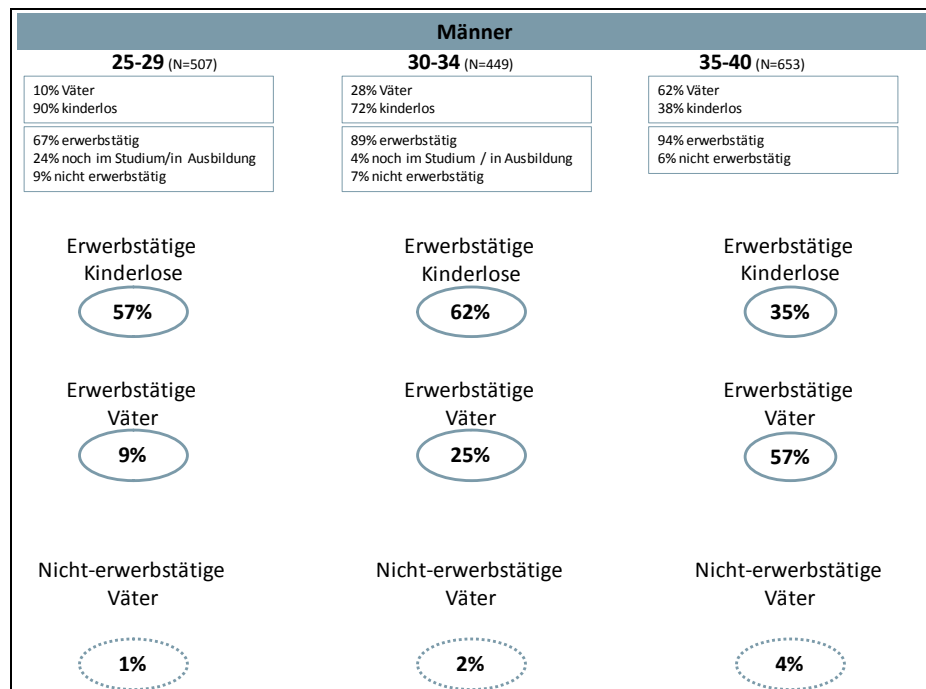 Männer
25-29 (N=507)
10% Väter
90% kinderlos
67% erwerbstätig
24% noch im Studium/in Ausbildung
9% nicht erwerbstätig
Erwerbstätige
Kinderlose
57%
Erwerbstätige
Väter
9%
Nicht-erwerbstätige
Väter
1%
30-34 (N=449)
28% Väter
72% kinderlos
89% erwerbstätig
4% noch im Studium / in Ausbildung
7% nicht erwerbstätig
Erwerbstätige
Kinderlose
62%
Erwerbstätige
Väter
25%
Nicht-erwerbstätige
Väter
2%
35-40 (N=653)
62% Väter
38% kinderlos
94% erwerbstätig
6% nicht erwerbstätig
Erwerbstätige
Kinderlose
35%
Erwerbstätige
Väter
57%
Nicht-erwerbstätige
Väter
4%